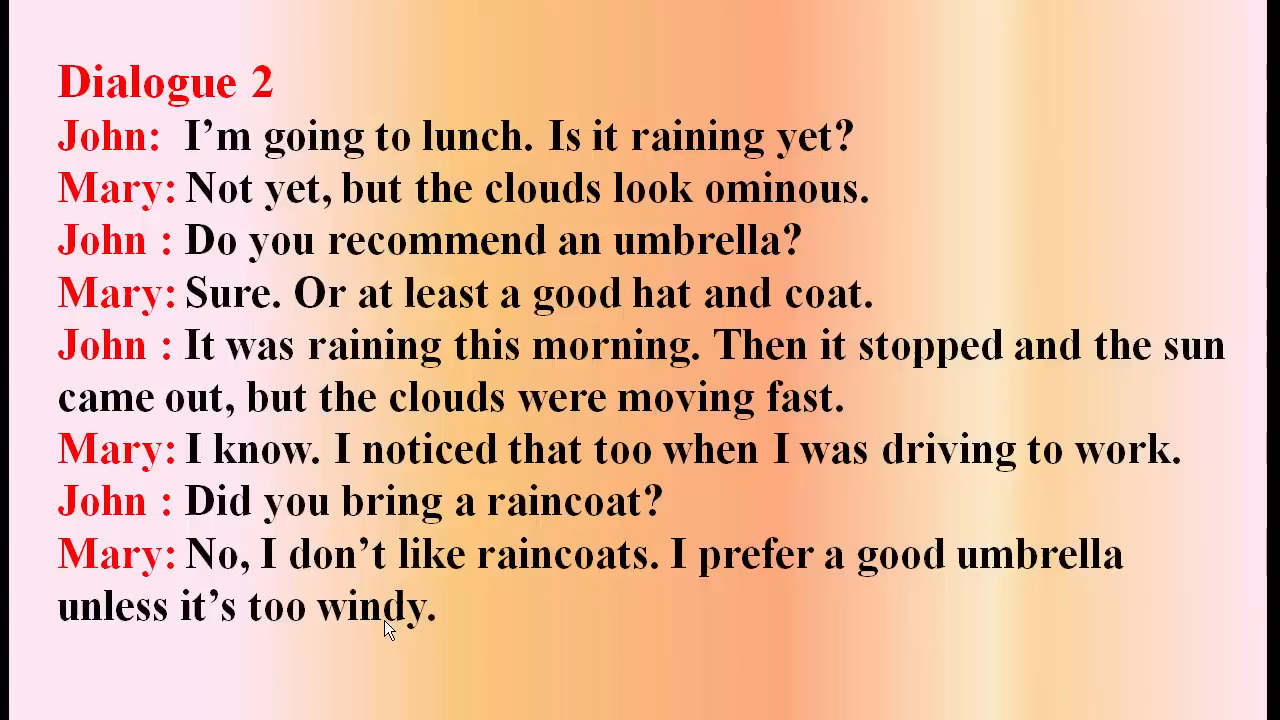 Dialogue 2
John: I’m going to lunch. Is it raining yet?
Mary: Not yet, but the clouds look ominous.
John : Do you recommend an umbrella?
Mary: Sure. Or at least a good hat and coat.
John : It was raining this morning. Then it stopped and the sun
came out, but the clouds were moving fast.
Mary: I know. I noticed that too when I was driving to work.
John : Did you bring a raincoat?
Mary: No, I don’t like raincoats. I prefer a good umbrella
unless it’s too windy.